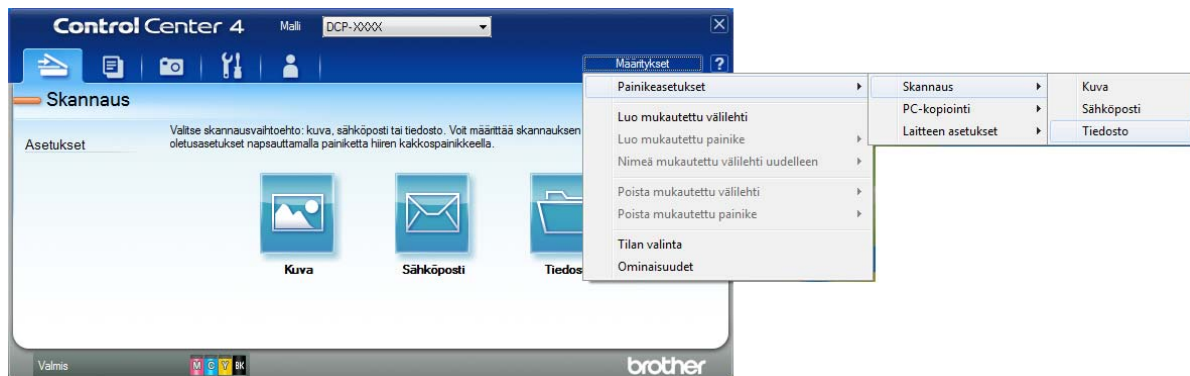 Control Center 4
Malli
DCP-XXXX
Määritykset
?
Skannaus
Asetukset
Valitse skannausvaihtoehto: kuva, sähköposti tai tiedosto. Voit määrittää skannauksen
oletusasetukset napsauttamalla painiketta hiiren kakkospainikkeella.
Kuva
Sähköposti
Painikeasetukset
Luo mukautettu välilehti
Luo mukautettu painike
Nimeä mukautettu välilehti uudelleen
Poista mukautettu välilehti
Poista mukautettu painike
Tilan valinta
Ominaisuudet
Skannaus
PC-kopiointi
Laitteen asetukset
Kuva
Sähköposti
Tiedosto
Valmis
M C Y BK
brother